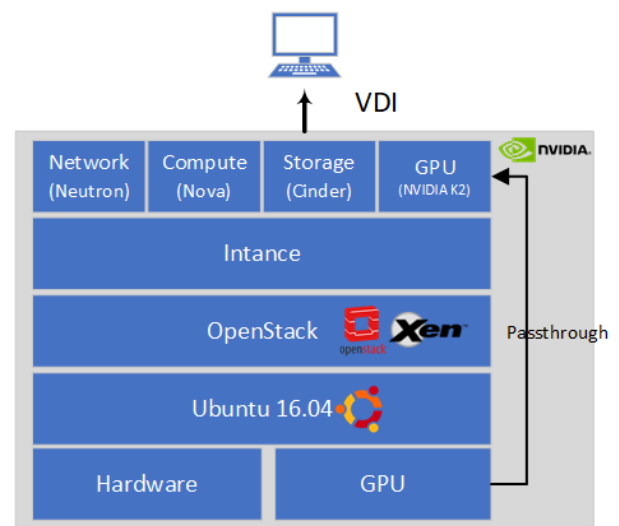 VDI
Network
(Neutron)
Compute
(Nova)
Storage
(Cinder)
GPU
(NVIDIA K2)
NVIDIA.
Intance
OpenStack
openstack
Xen™
Passthrough
Ubuntu 16.04
Hardware
GPU